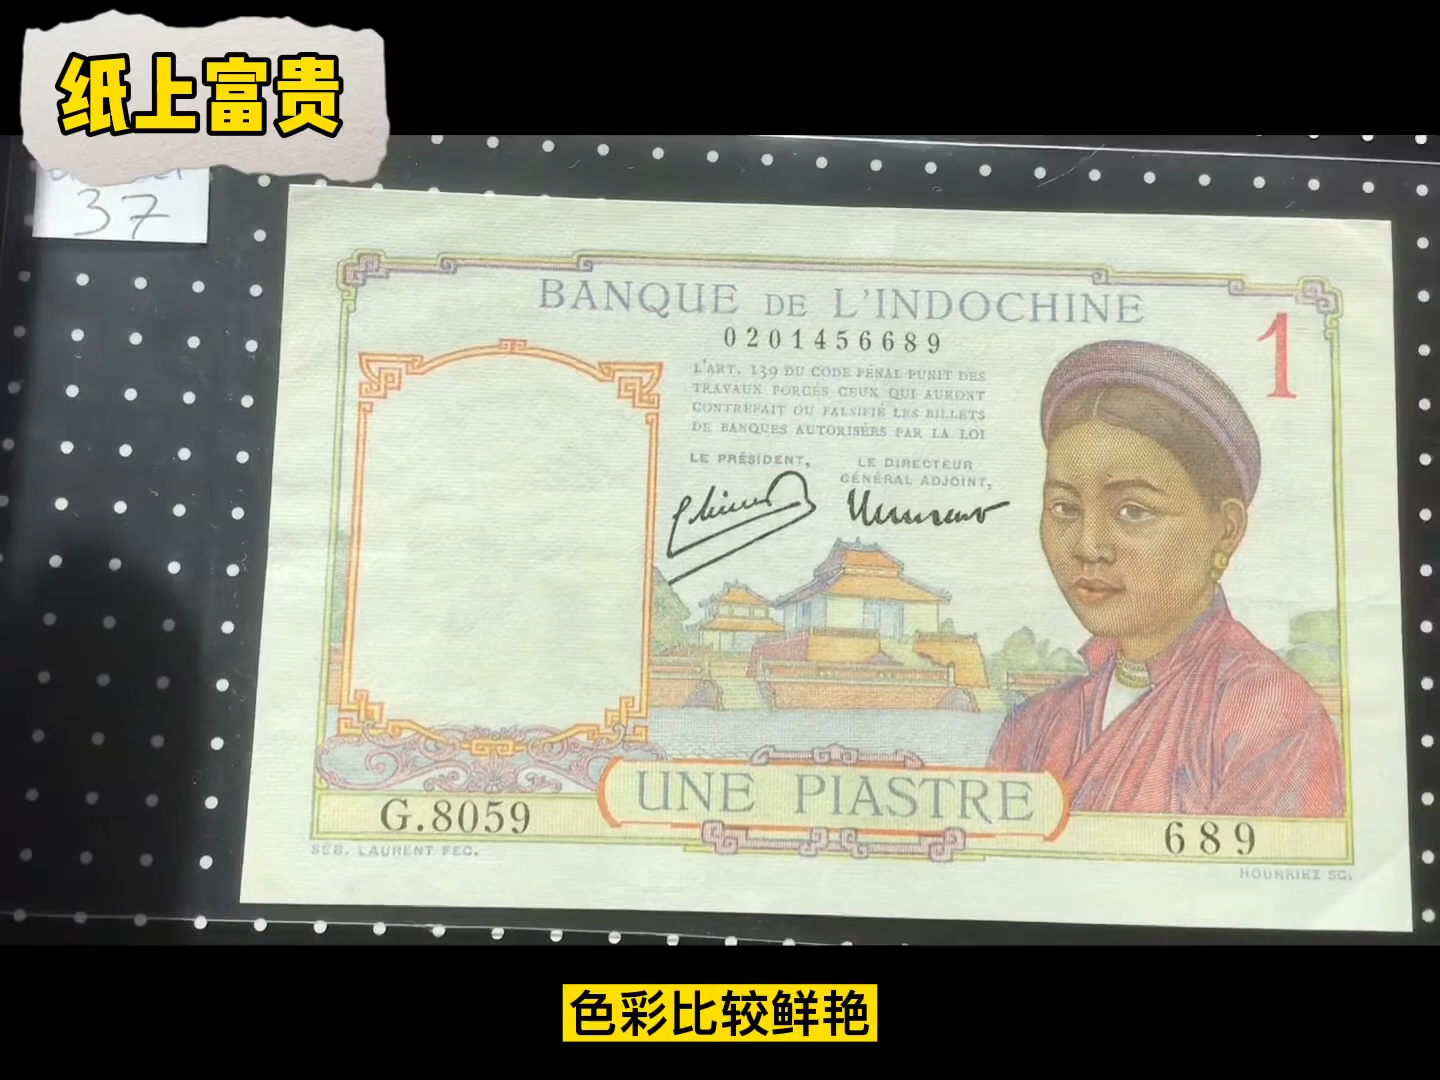 纸上富贵
37
BANQUE DE L'INDOCHINE
0201456689
1
L'ART. 139 DU CODE PÉNAL PUNIT DES
TRAVAUX FORCÉS CEUX QUI AURONT
CONTREFAIT OU FALSIFIÉ LES BILLETS
DE BANQUES AUTORISÉES PAR LA LOI
LE PRÉSIDENT,
LE DIRECTEUR
GÉNÉRAL ADJOINT,
UNE PIASTRE
G.8059
689
SÉB. LAURENT FEC.
HOURRIEZ SC.
色彩比较鲜艳